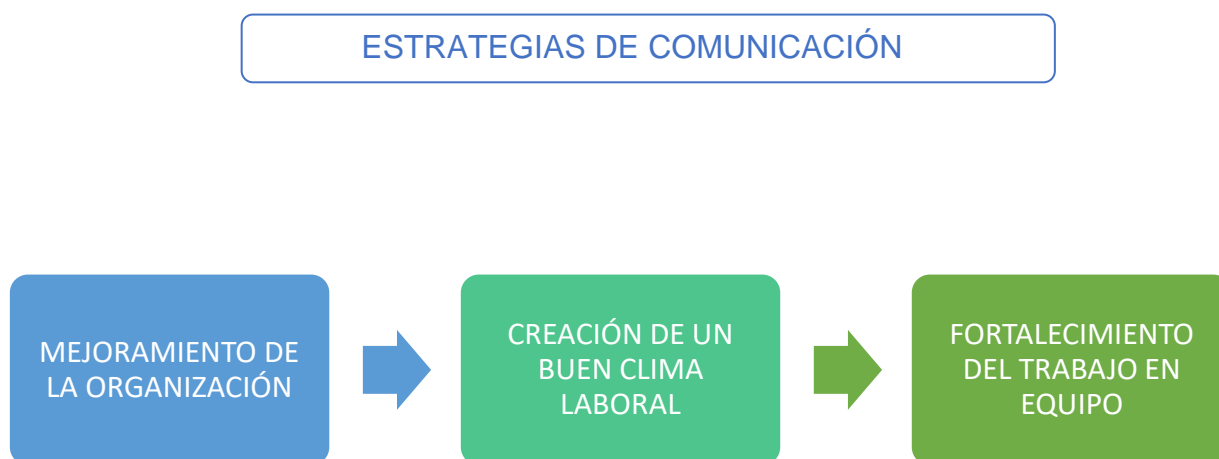 ESTRATEGIAS DE COMUNICACIÓN
MEJORAMIENTO DE
LA ORGANIZACIÓN
CREACIÓN DE UN
BUEN CLIMA
LABORAL
FORTALECIMIENTO
DEL TRABAJO EN
EQUIPO